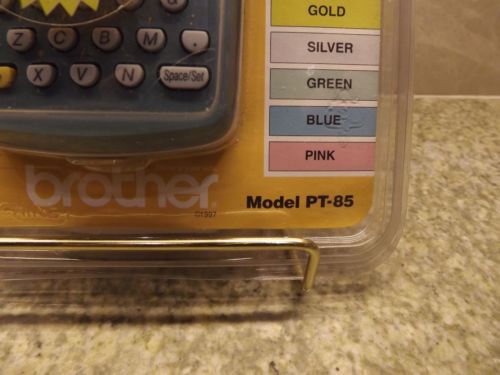 GOLD
SILVER
Z C B M .
GREEN
X V N Space/Set
BLUE
PINK
brother
Model PT-85
©1997